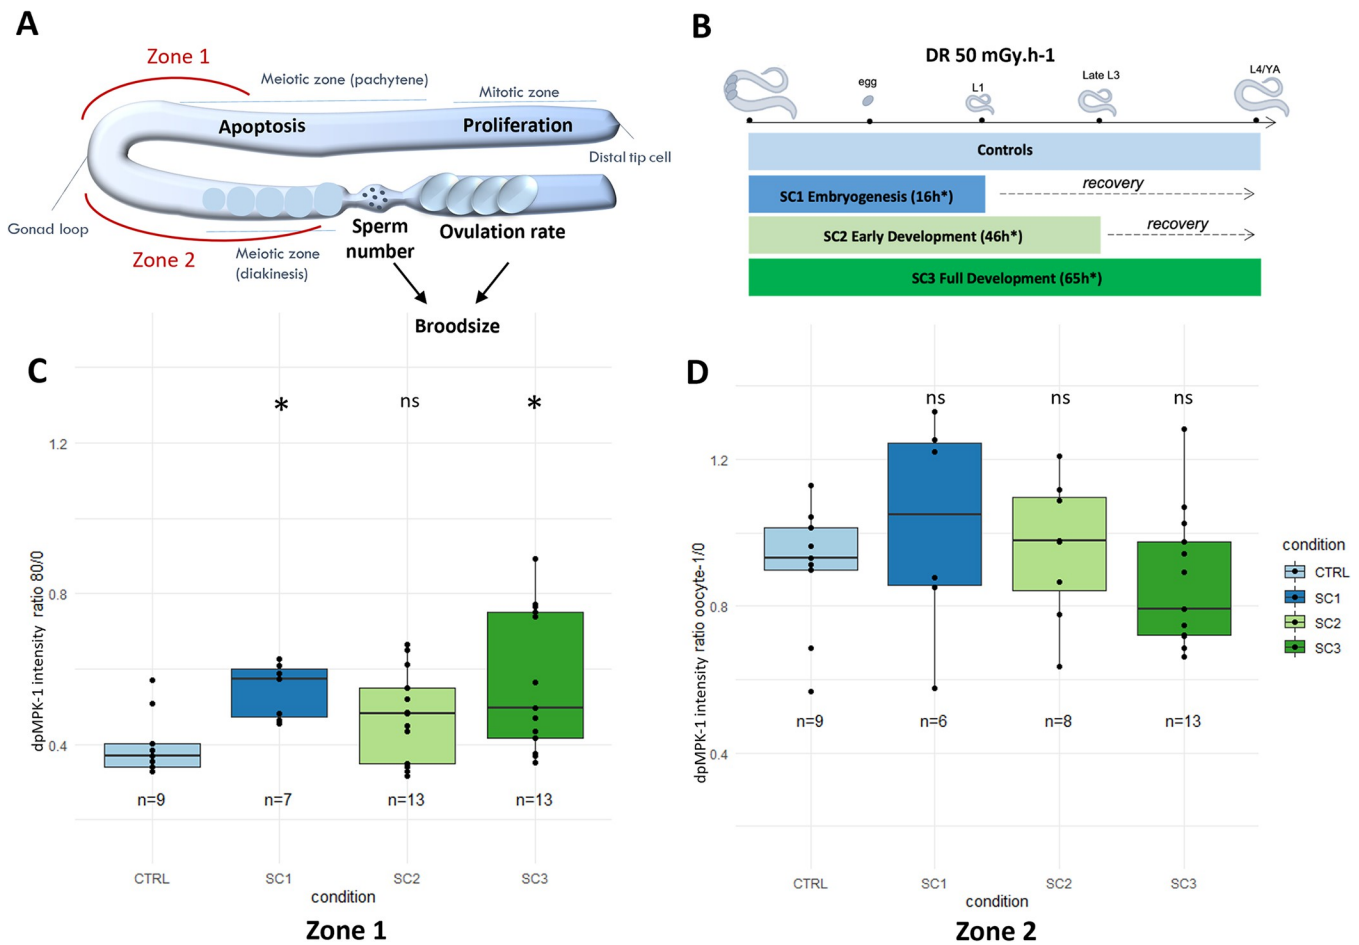 A
Zone 1
Meiotic zone (pachytene)
Mitotic zone
Apoptosis
Proliferation
Distal tip cell
Gonad loop
Zone 2
Meiotic zone
(diakinesis)
Sperm
number
Ovulation rate
Broodsize
B
DR 50 mGy.h-1
egg
L1
Late L3
L4/YA
Controls
SC1 Embryogenesis (16h*)
recovery
SC2 Early Development (46h*)
recovery
SC3 Full Development (65h*)
C
*
ns
*
dpMPK-1 intensity ratio 80/0
1.2
0.8
0.4
n=9
n=7
n=13
n=13
CTRL
SC1
SC2
SC3
condition
Zone 1
D
ns
ns
ns
dpMPK-1 intensity ratio oocyte-1/0
1.2
0.8
0.4
n=9
n=6
n=8
n=13
CTRL
SC1
SC2
SC3
condition
Zone 2
condition
CTRL
SC1
SC2
SC3